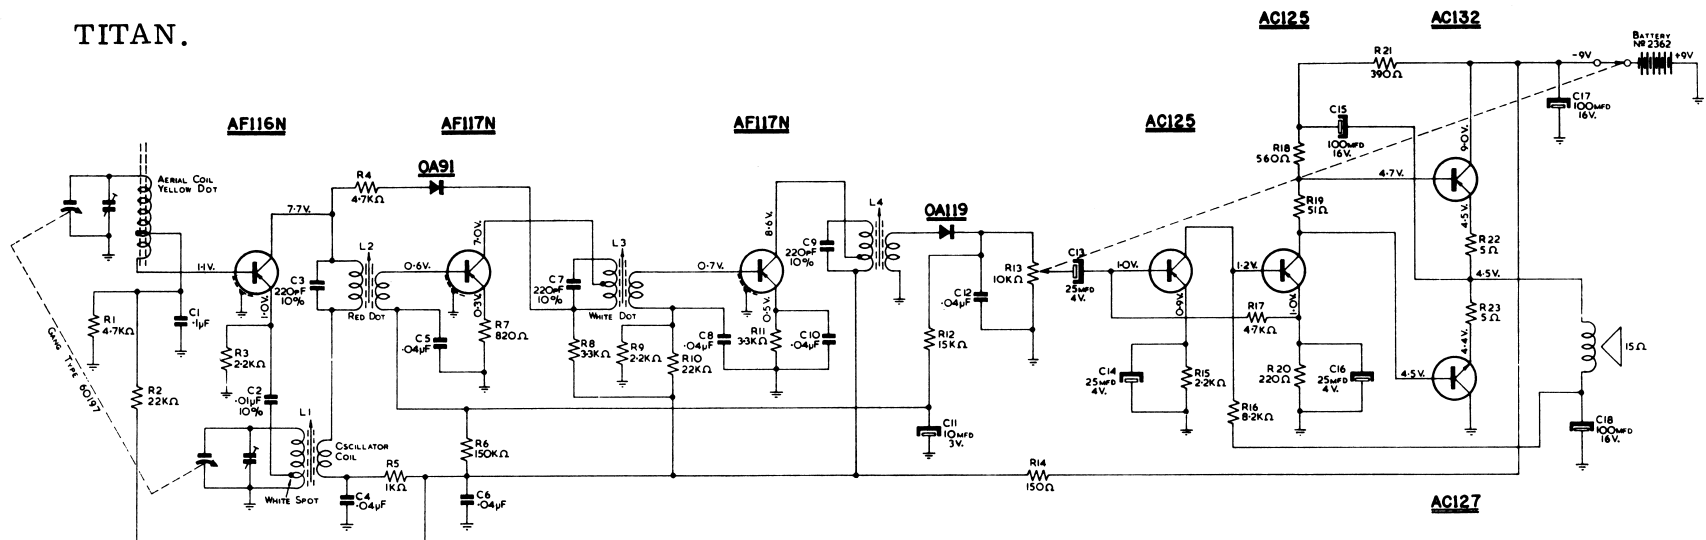 TITAN.
AC125
AC132
BATTERY
Nº 2362
-9V
+9V
R21
390Ω
C15
100MFD
16V.
C17
100MFD
16V.
AF116N
AF117N
AF117N
AC125
OA91
R4
4.7KΩ
AERIAL COIL
YELLOW DOT
R18
560Ω
9.0V.
4.7V.
R19
51Ω
4.5V.
R22
5Ω
4.5V.
R23
5Ω
4.4V.
4.5V.
15Ω
7.7V.
L2
7.0V.
L3
8.6V.
L4
OA119
C9
220PF
10%
1.1V.
1.0V.
C3
220PF
10%
RED DOT
0.6V.
0.3V.
C7
220PF
10%
WHITE DOT
0.7V.
0.5V.
R13
10KΩ
C13
25MFD
4V.
1.0V.
0.9V.
1.2V.
1.0V.
R17
4.7KΩ
C12
.04µF
R1
4.7KΩ
C1
.1µF
R3
2.2KΩ
C2
.01µF
10%
C5
.04µF
R7
820Ω
R8
3.3KΩ
R9
2.2KΩ
R10
22KΩ
C8
.04µF
R11
3.3KΩ
C10
.04µF
R12
15KΩ
C14
25MFD
4V.
R15
2.2KΩ
R16
8.2KΩ
R20
220Ω
C16
25MFD
4V.
C18
100MFD
16V.
GANG TYPE 60197
R2
22KΩ
L1
OSCILLATOR
COIL
WHITE SPOT
R6
150KΩ
R5
1KΩ
C4
.04µF
C6
.04µF
C11
10MFD
3V.
R14
150Ω
AC127